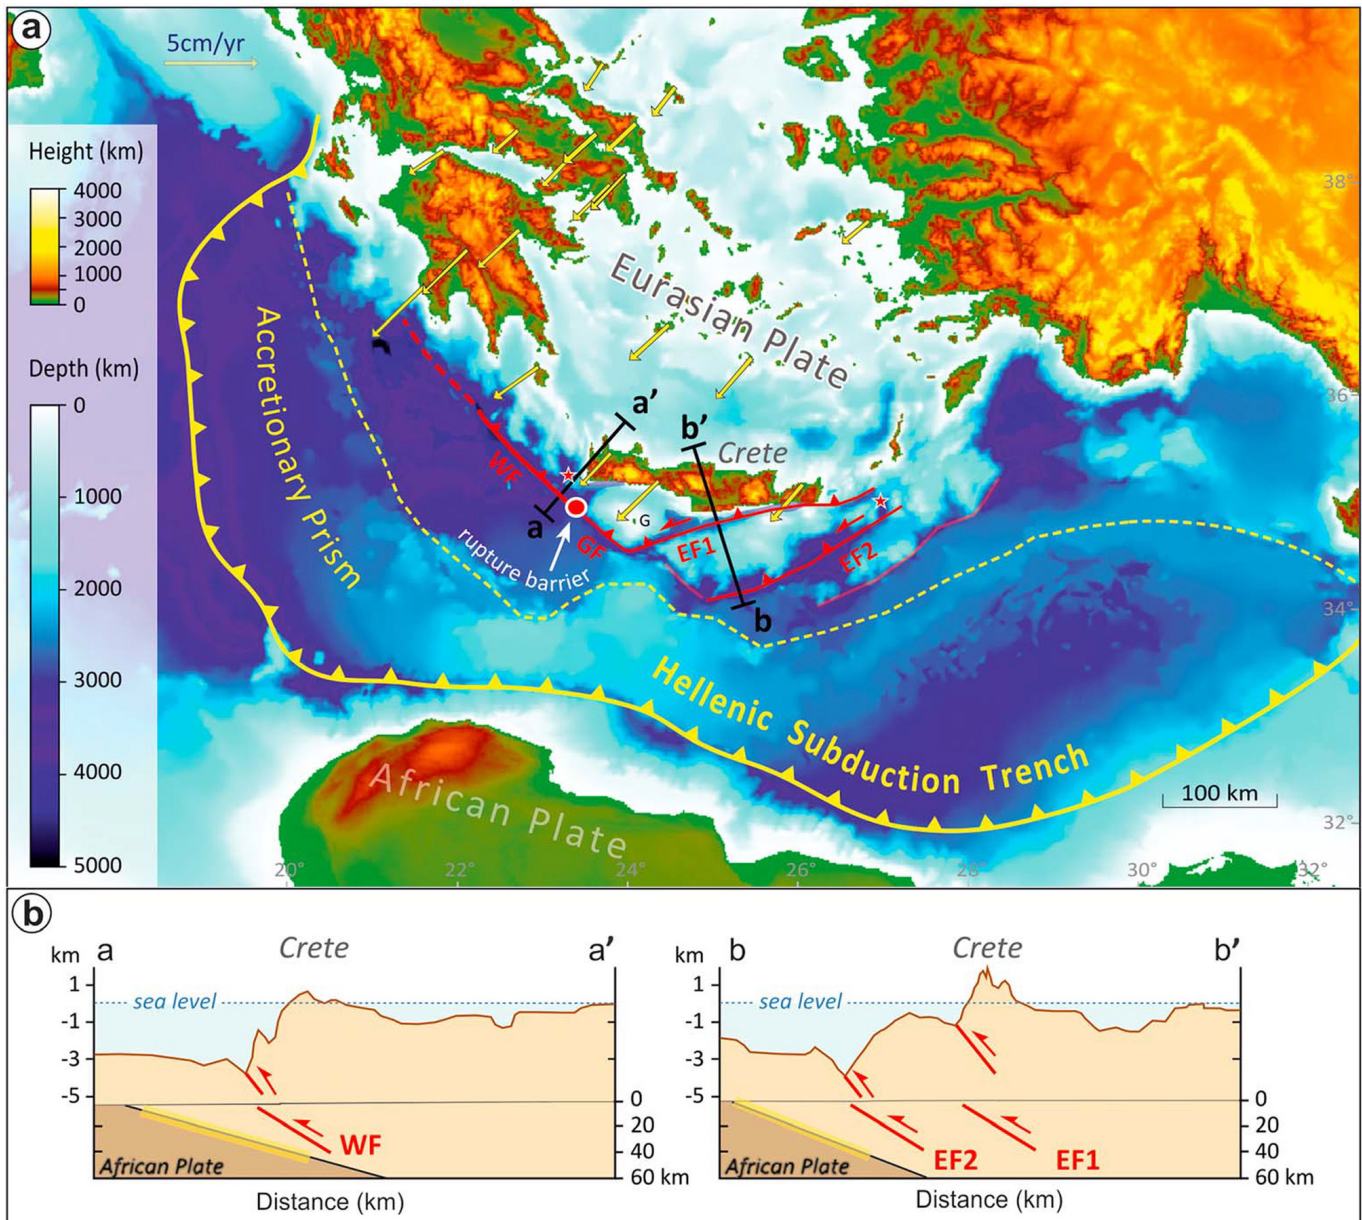 a
5cm/yr
Height (km)
4000
3000
2000
1000
0
Depth (km)
0
1000
2000
3000
4000
5000
38°
36°
34°
32°
Eurasian Plate
Accretionary Prism
a'
b'
Crete
WF
a
G
GF
EF1
EF2
rupture barrier
b
Hellenic Subduction Trench
African Plate
100 km
20°
22°
24°
26°
28°
30°
32°
b
km
a
Crete
a'
1
-1
-3
-5
sea level
0
20
40
60 km
WF
African Plate
Distance (km)
km
b
Crete
b'
1
-1
-3
-5
sea level
0
20
40
60 km
EF2
EF1
African Plate
Distance (km)